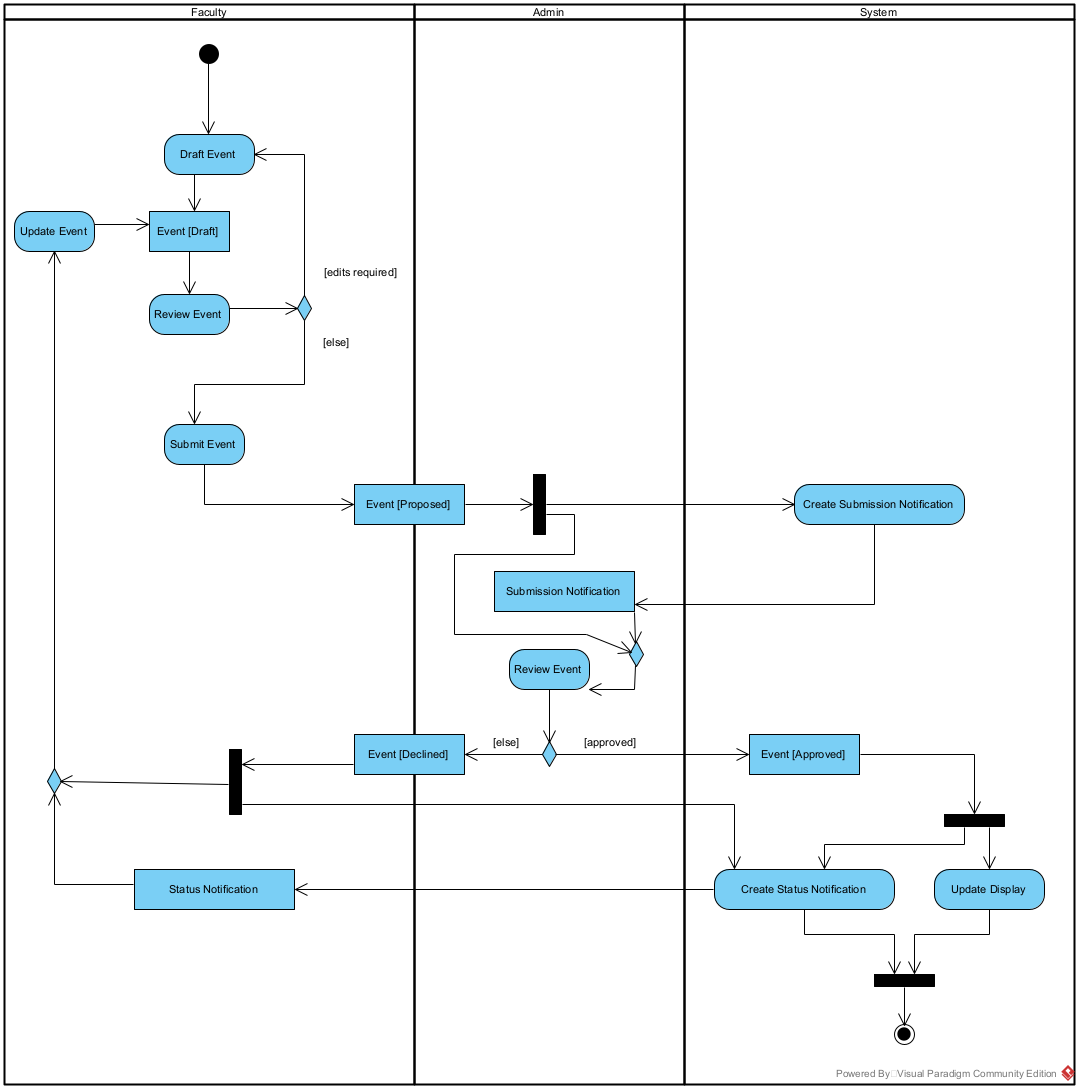 Faculty
Admin
System
Draft Event
Update Event
Event [Draft]
[edits required]
Review Event
[else]
Submit Event
Event [Proposed]
Create Submission Notification
Submission Notification
Review Event
[else]
[approved]
Event [Declined]
Event [Approved]
Status Notification
Create Status Notification
Update Display
Powered By Visual Paradigm Community Edition